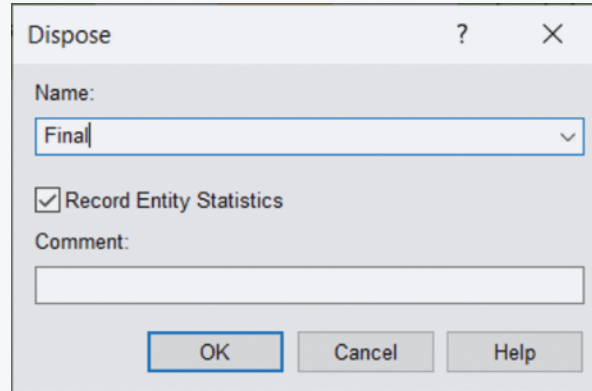 Dispose ?
Name:
Final
Record Entity Statistics
Comment:
OK Cancel Help